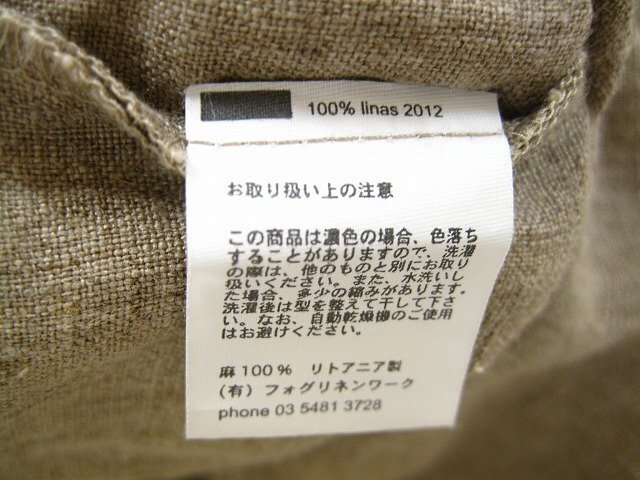 100% linas 2012
お取り扱い上の注意
この商品は濃色の場合、色落ち
することがありますので、洗濯
の際は、他のものと別にお取り
扱いください。また、水洗いし
た場合、多少の縮みがあります。
洗濯後は型を整えて干して下さ
い。なお、自動乾燥機のご使用
はお避けください。
麻100% リトアニア製
(有) フォグリネンワーク
phone 03 5481 3728